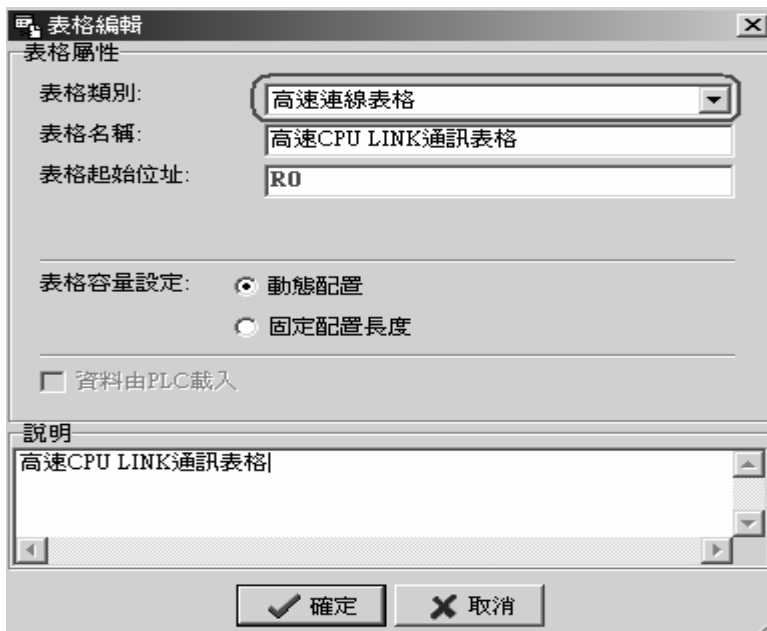 表格編輯
表格屬性
表格類別: 高速連線表格
表格名稱: 高速CPU LINK通訊表格
表格起始位址: R0
表格容量設定: 動態配置
固定配置長度
資料由PLC載入
說明
高速CPU LINK通訊表格
確定 取消